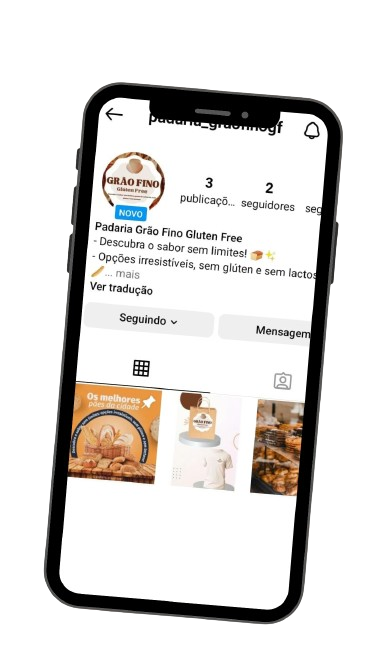 padaria_graofinogf
GRÃO FINO
Gluten Free
NOVO
3
publicaçõ...
2
seguidores
seg
Padaria Grão Fino Gluten Free
- Descubra o sabor sem limites! 🍞✨
- Opções irresistíveis, sem glúten e sem lactos
🥖... mais
Ver tradução
Seguindo
Mensagem
Os melhores
pães da cidade
GRÃO FINO